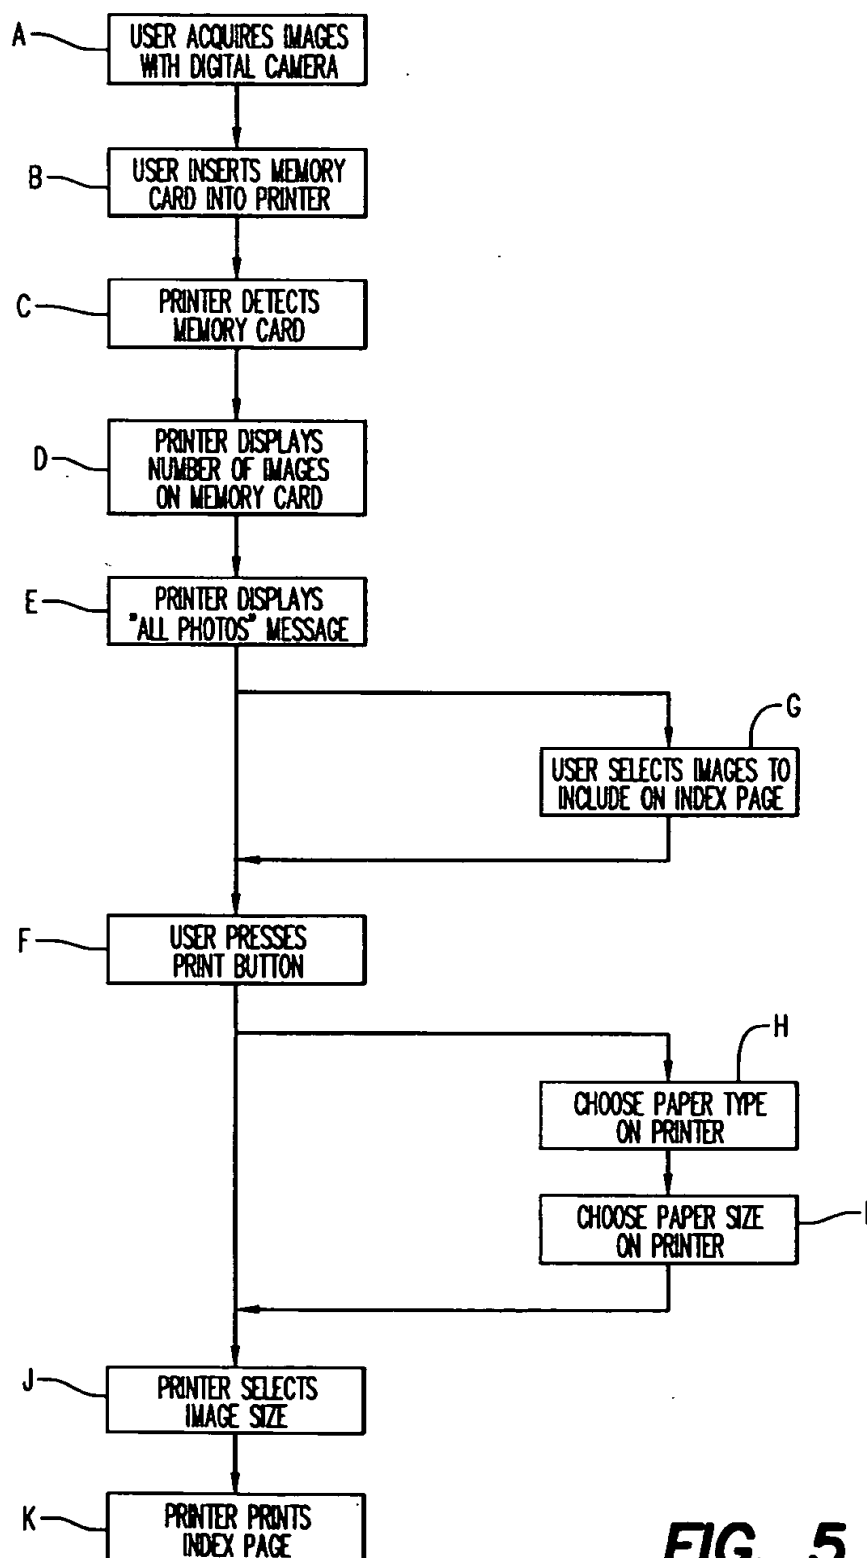 A
USER ACQUIRES IMAGES
WITH DIGITAL CAMERA
B
USER INSERTS MEMORY
CARD INTO PRINTER
C
PRINTER DETECTS
MEMORY CARD
D
PRINTER DISPLAYS
NUMBER OF IMAGES
ON MEMORY CARD
E
PRINTER DISPLAYS
"ALL PHOTOS" MESSAGE
G
USER SELECTS IMAGES TO
INCLUDE ON INDEX PAGE
F
USER PRESSES
PRINT BUTTON
H
CHOOSE PAPER TYPE
ON PRINTER
I
CHOOSE PAPER SIZE
ON PRINTER
J
PRINTER SELECTS
IMAGE SIZE
K
PRINTER PRINTS
INDEX PAGE
FIG. 5